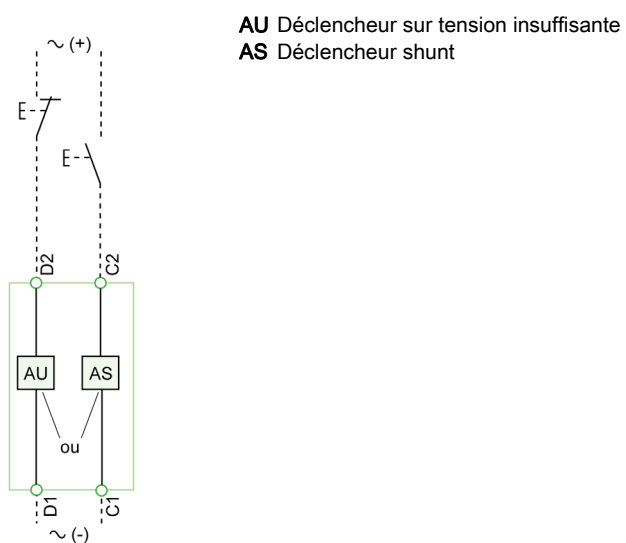 AU Déclencheur sur tension insuffisante
AS Déclencheur shunt
~ (+)
E
E
D2
C2
AU
AS
ou
D1
C1
~ (-)